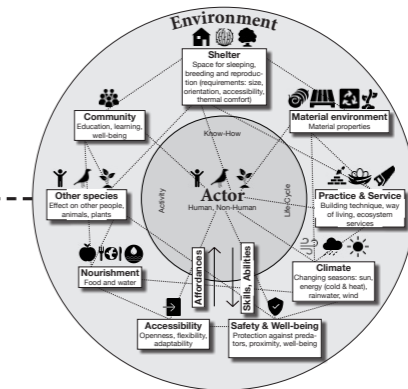 Environment
Shelter
Space for sleeping,
breeding and reproduc-
tion (requirements: size,
orientation, accessibility,
thermal comfort)
Community
Education, learning,
well-being
Material environment
Material properties
Know-How
Other species
Effect on other people,
animals, plants
Activity
Actor
Human, Non-Human
Life-Cycle
Practice & Service
Building technique, way
of living, ecosystem
services
Nourishment
Food and water
Affordances
Skills, Abilities
Climate
Changing seasons: sun,
energy (cold & heat),
rainwater, wind
Accessibility
Openness, flexibility,
adaptability
Safety & Well-being
Protection against preda-
tors, proximity, well-being